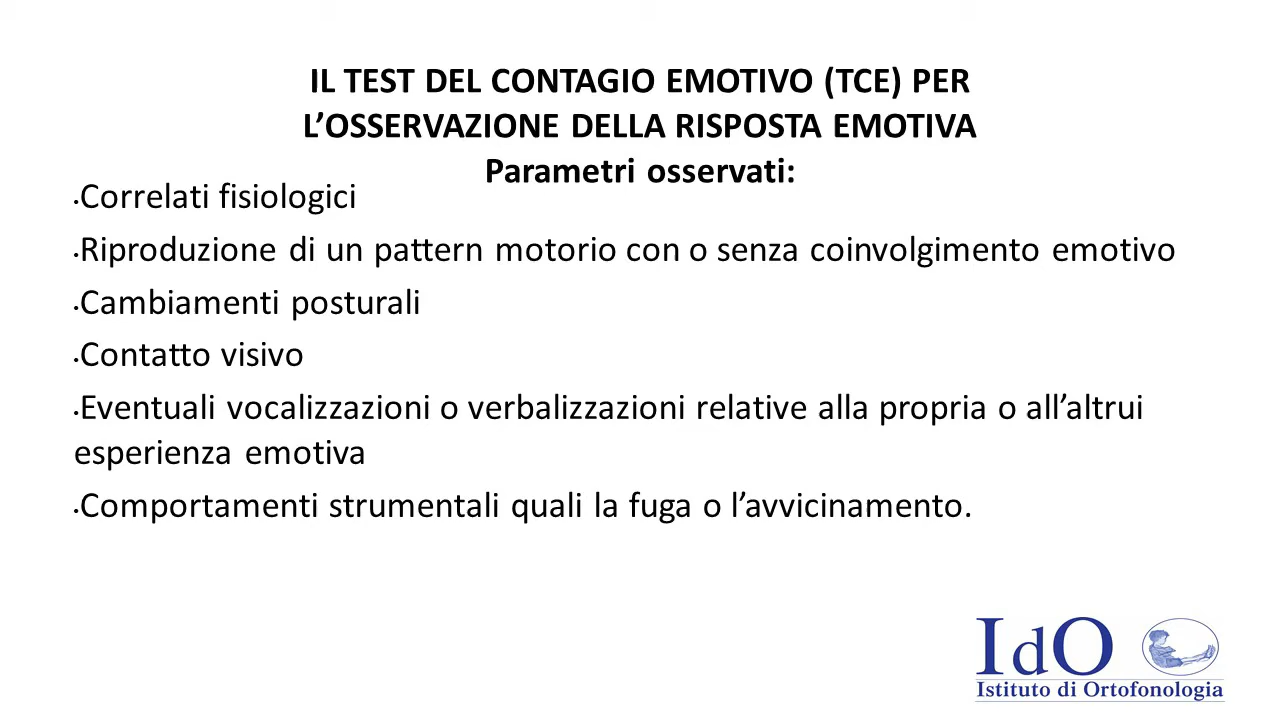 IL TEST DEL CONTAGIO EMOTIVO (TCE) PER
L’OSSERVAZIONE DELLA RISPOSTA EMOTIVA
Parametri osservati:
•Correlati fisiologici
•Riproduzione di un pattern motorio con o senza coinvolgimento emotivo
•Cambiamenti posturali
•Contatto visivo
•Eventuali vocalizzazioni o verbalizzazioni relative alla propria o all’altrui
esperienza emotiva
•Comportamenti strumentali quali la fuga o l’avvicinamento.
IdO
Istituto di Ortofonologia